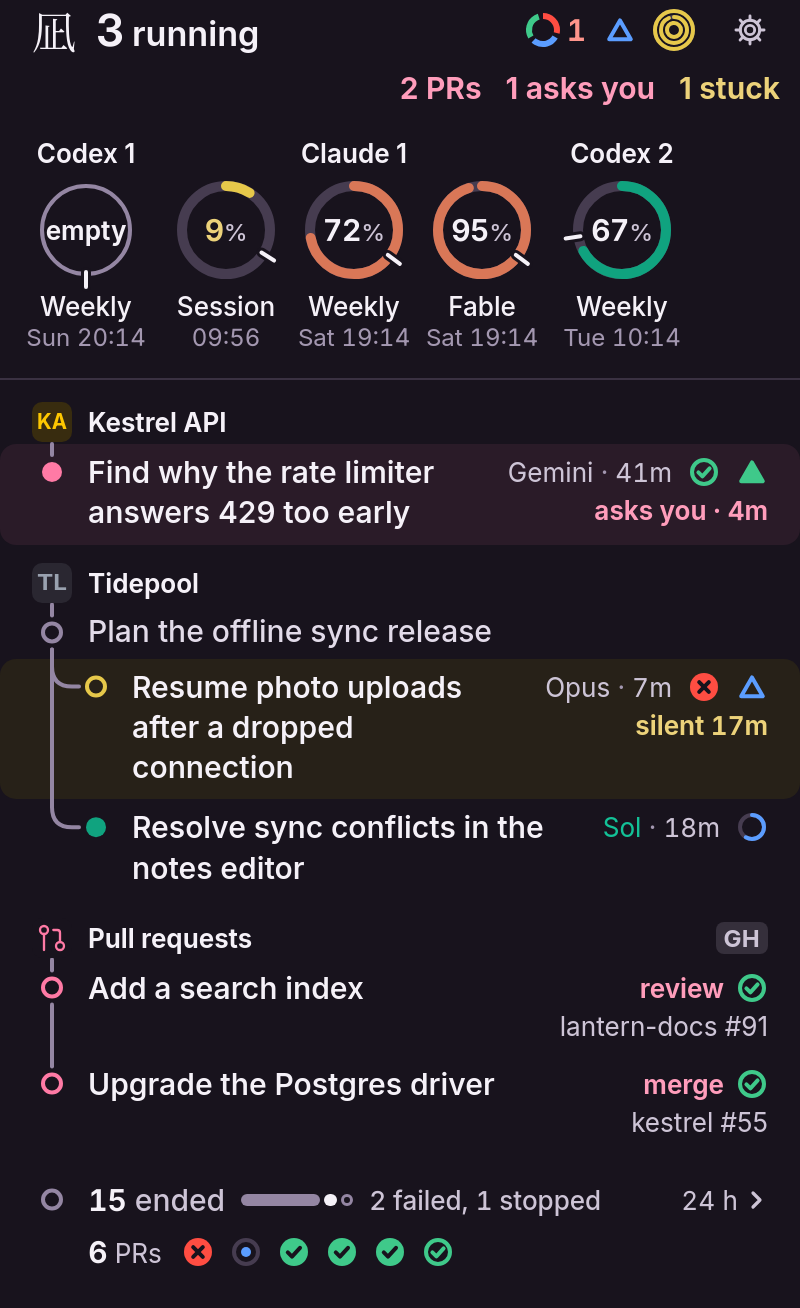 凪 3 running 1
2 PRs 1 asks you 1 stuck
Codex 1 Claude 1 Codex 2
empty 9% 72% 95% 67%
Weekly Session Weekly Fable Weekly
Sun 20:14 09:56 Sat 19:14 Sat 19:14 Tue 10:14
KA Kestrel API
Find why the rate limiter Gemini · 41m
answers 429 too early asks you · 4m
TL Tidepool
Plan the offline sync release
Resume photo uploads Opus · 7m
after a dropped silent 17m
connection
Resolve sync conflicts in the Sol · 18m
notes editor
Pull requests GH
Add a search index review
lantern-docs #91
Upgrade the Postgres driver merge
kestrel #55
15 ended 2 failed, 1 stopped 24 h
6 PRs